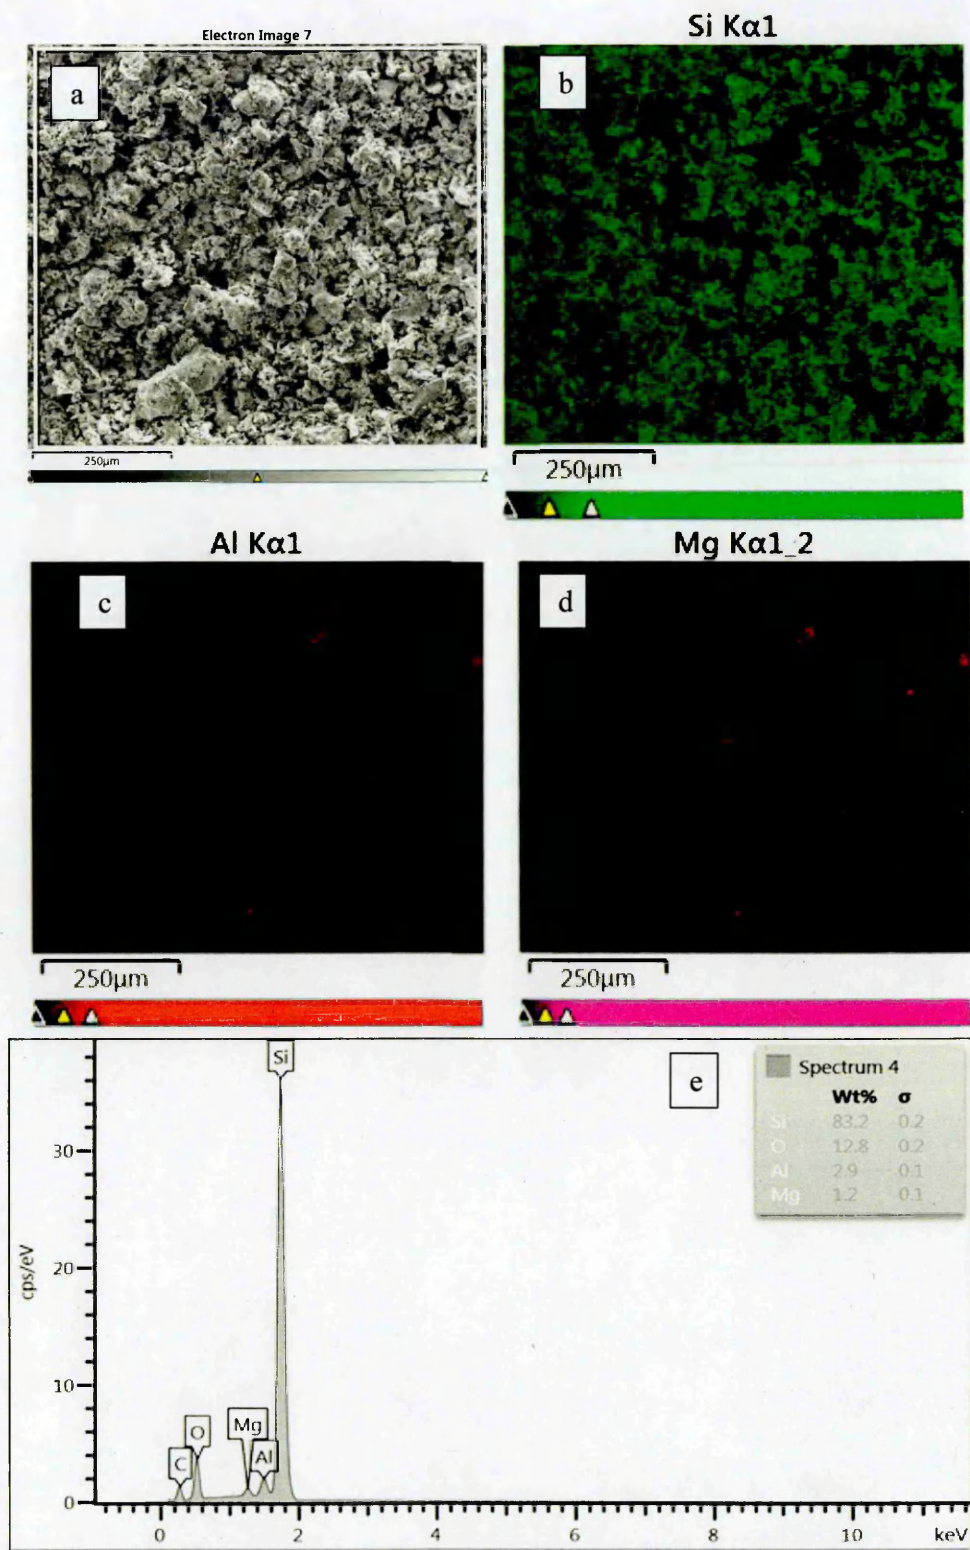 Electron Image 7
Si Kα1
a
b
250µm
250µm
Al Kα1
Mg Kα1_2
c
d
250µm
250µm
Si
e
Spectrum 4
Wt% σ
Si 83.2 0.2
O 12.8 0.2
Al 2.9 0.1
Mg 1.2 0.1
30
20
cps/eV
10
Mg
O
Al
C
0
0 2 4 6 8 10 keV